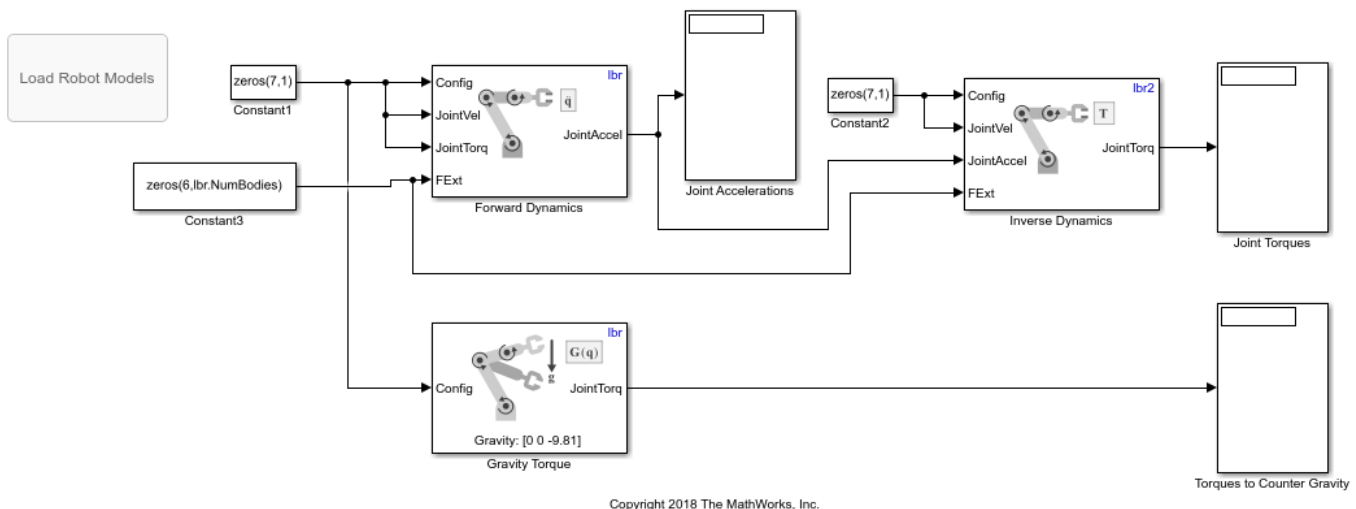 Load Robot Models
zeros(7,1)
Constant1
zeros(6,lbr.NumBodies)
Constant3
lbr
Config
JointVel
JointTorq
FExt
q̈
JointAccel
Forward Dynamics
Joint Accelerations
zeros(7,1)
Constant2
lbr2
Config
JointVel
JointAccel
FExt
T
JointTorq
Inverse Dynamics
Joint Torques
lbr
Config
g
G(q)
JointTorq
Gravity: [0 0 -9.81]
Gravity Torque
Torques to Counter Gravity
Copyright 2018 The MathWorks, Inc.